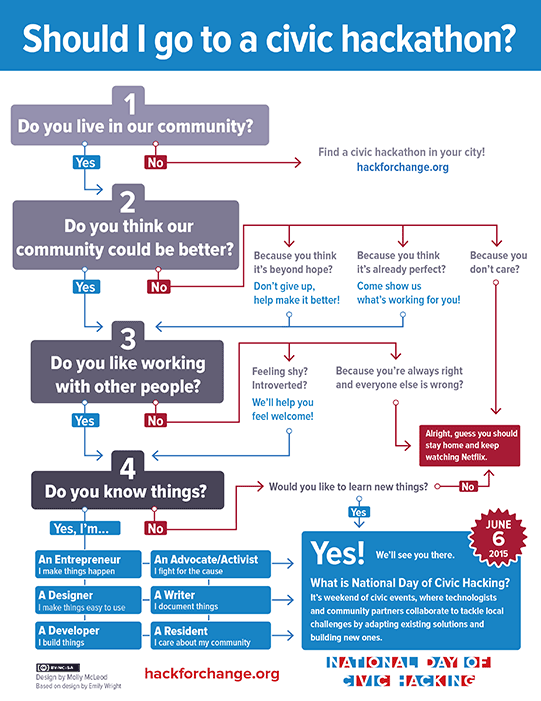 Should I go to a civic hackathon?
1
Do you live in our community?
Yes
No
Find a civic hackathon in your city!
hackforchange.org
2
Do you think our
community could be better?
Yes
No
Because you think
it's beyond hope?
Don't give up,
help make it better!
Because you think
it's already perfect?
Come show us
what's working for you!
Because you
don't care?
3
Do you like working
with other people?
Yes
No
Feeling shy?
Introverted?
We'll help you
feel welcome!
Because you're always right
and everyone else is wrong?
Alright, guess you should
stay home and keep
watching Netflix.
4
Do you know things?
Yes, I'm...
No
Would you like to learn new things?
No
Yes
An Entrepreneur
I make things happen
An Advocate/Activist
I fight for the cause
A Designer
I make things easy to use
A Writer
I document things
A Developer
I build things
A Resident
I care about my community
JUNE
6
2015
Yes! We'll see you there.
What is National Day of Civic Hacking?
It's weekend of civic events, where technologists
and community partners collaborate to tackle local
challenges by adapting existing solutions and
building new ones.
CC BY-NC-SA
Design by Molly McLeod
Based on design by Emily Wright
hackforchange.org
NATIONAL DAY OF
CIVIC HACKING